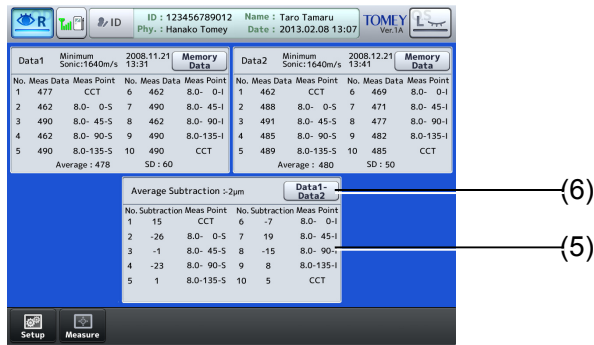 R ID ID : 123456789012 Name : Taro Tamaru TOMEY
Phy. : Hanako Tomey Date : 2013.02.08 13:07 Ver.1A
Data1 Minimum Sonic:1640m/s 2008.11.21 13:31 Memory Data
No. Meas Data Meas Point No. Meas Data Meas Point
1 477 CCT 6 462 8.0- 0-I
2 462 8.0- 0-S 7 490 8.0- 45-I
3 490 8.0- 45-S 8 462 8.0- 90-I
4 462 8.0- 90-S 9 490 8.0-135-I
5 490 8.0-135-S 10 490 CCT
Average : 478 SD : 60
Data2 Minimum Sonic:1640m/s 2008.12.21 13:41 Memory Data
No. Meas Data Meas Point No. Meas Data Meas Point
1 462 CCT 6 469 8.0- 0-I
2 488 8.0- 0-S 7 471 8.0- 45-I
3 491 8.0- 45-S 8 477 8.0- 90-I
4 485 8.0- 90-S 9 482 8.0-135-I
5 489 8.0-135-S 10 485 CCT
Average : 480 SD : 50
Average Subtraction :-2μm Data1- Data2
(6)
No. Subtraction Meas Point No. Subtraction Meas Point
1 15 CCT 6 -7 8.0- 0-I
2 -26 8.0- 0-S 7 19 8.0- 45-I
3 -1 8.0- 45-S 8 -15 8.0- 90-I
(5)
4 -23 8.0- 90-S 9 8 8.0-135-I
5 1 8.0-135-S 10 5 CCT
Setup Measure